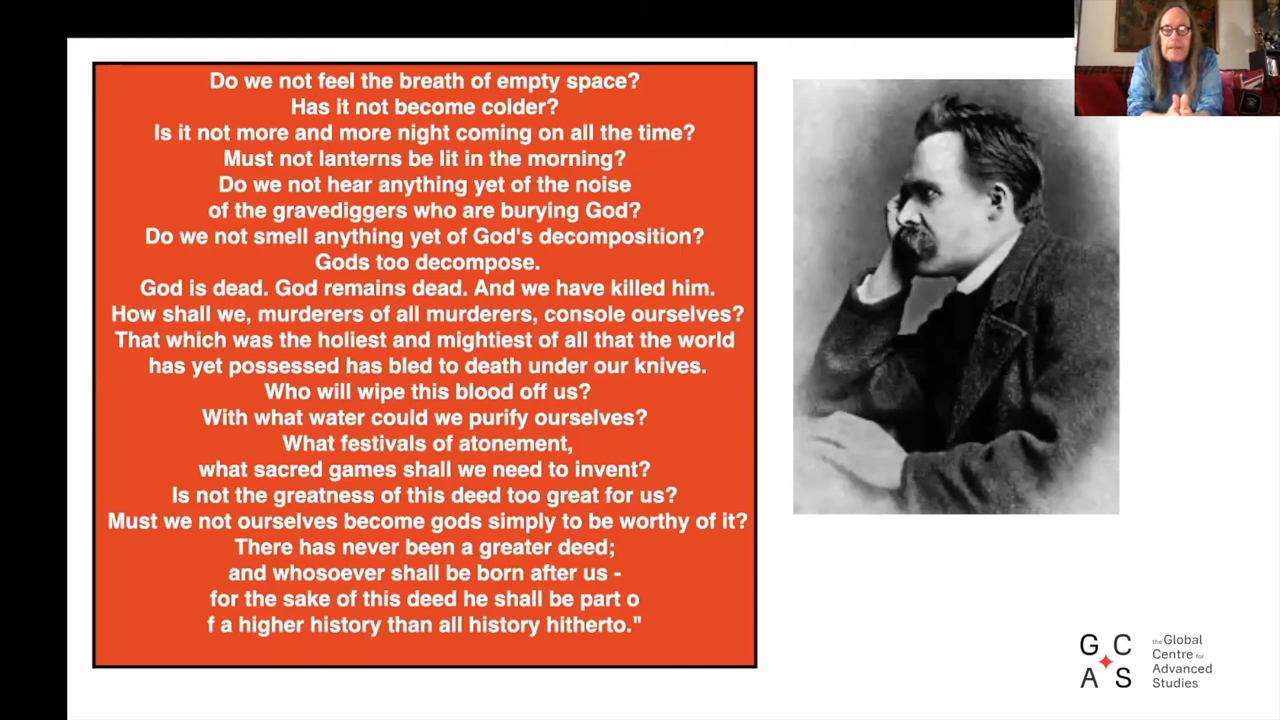 Do we not feel the breath of empty space?
Has it not become colder?
Is it not more and more night coming on all the time?
Must not lanterns be lit in the morning?
Do we not hear anything yet of the noise
of the gravediggers who are burying God?
Do we not smell anything yet of God's decomposition?
Gods too decompose.
God is dead. God remains dead. And we have killed him.
How shall we, murderers of all murderers, console ourselves?
That which was the holiest and mightiest of all that the world
has yet possessed has bled to death under our knives.
Who will wipe this blood off us?
With what water could we purify ourselves?
What festivals of atonement,
what sacred games shall we need to invent?
Is not the greatness of this deed too great for us?
Must we not ourselves become gods simply to be worthy of it?
There has never been a greater deed;
and whosoever shall be born after us -
for the sake of this deed he shall be part o
f a higher history than all history hitherto."
G C
A S
the Global
Centre for
Advanced
Studies